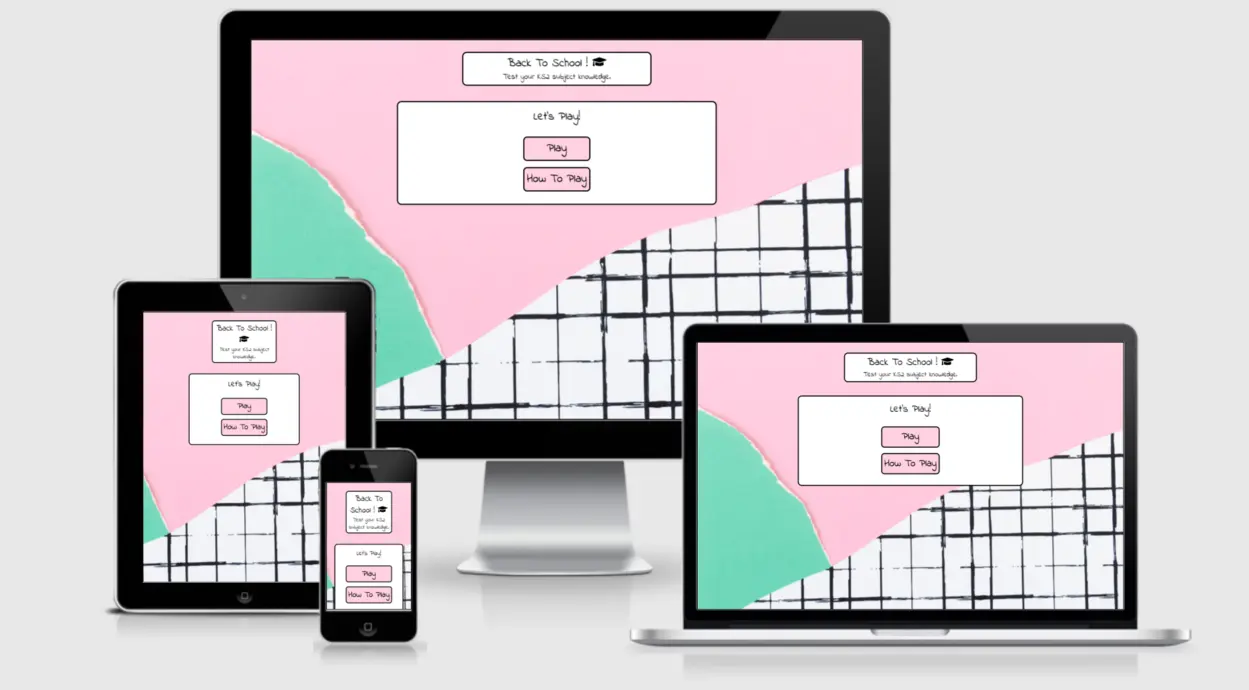 Back To School !
Test your KS2 subject knowledge.
Let's Play!
Play
How To Play
Back To School !
Test your KS2 subject
knowledge.
Let's Play!
Play
How To Play
Back To
School !
Test your KS2
subject knowledge.
Let's Play!
Play
How To Play
Back To School !
Test your KS2 subject knowledge.
Let's Play!
Play
How To Play